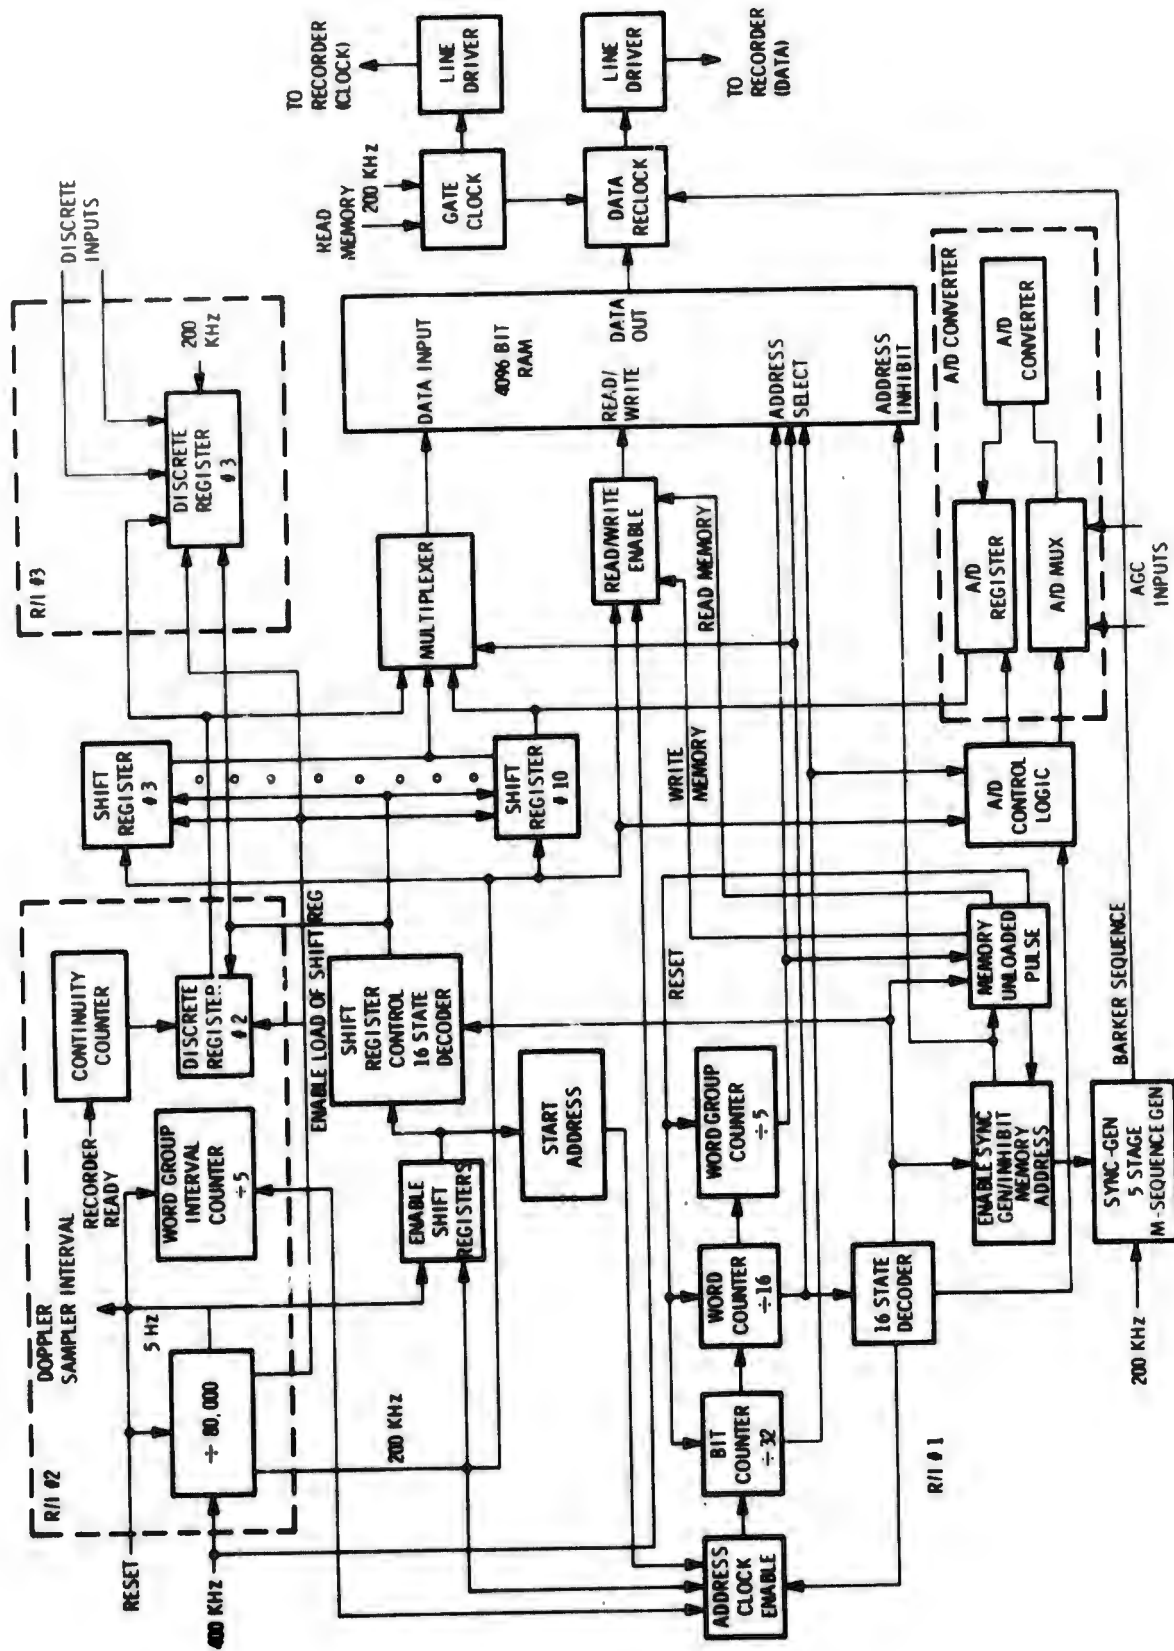 R/I #2
DOPPLER
SAMPLER INTERVAL
RESET
400 KHz
÷ 80,000
5 Hz
RECORDER
READY
WORD GROUP
INTERVAL
COUNTER
÷5
CONTINUITY
COUNTER
DISCRETE
REGISTER
#2
ENABLE LOAD OF SHIFT REG
200 KHz
ENABLE
SHIFT
REGISTERS
SHIFT
REGISTER
CONTROL
16 STATE
DECODER
START
ADDRESS
SHIFT
REGISTER
#3
SHIFT
REGISTER
#10
R/I #3
DISCRETE
REGISTER
#3
200
KHz
DISCRETE
INPUTS
MULTIPLEXER
READ/WRITE
ENABLE
WRITE
MEMORY
READ MEMORY
DATA INPUT
4096 BIT
RAM
READ/
WRITE
DATA
OUT
ADDRESS
SELECT
ADDRESS
INHIBIT
READ
MEMORY
200 KHz
GATE
CLOCK
LINE
DRIVER
TO
RECORDER
(CLOCK)
DATA
RECLOCK
LINE
DRIVER
TO
RECORDER
(DATA)
ADDRESS
CLOCK
ENABLE
BIT
COUNTER
÷32
WORD
COUNTER
÷16
WORD GROUP
COUNTER
÷5
RESET
R/I #1
16 STATE
DECODER
ENABLE SYNC
GEN/INHIBIT
MEMORY
ADDRESS
MEMORY
UNLOADED
PULSE
A/D
CONTROL
LOGIC
A/D CONVERTER
A/D
REGISTER
A/D MUX
A/D
CONVERTER
AGC
INPUTS
200 KHz
SYNC-GEN
5 STAGE
M-SEQUENCE GEN
BARKER SEQUENCE